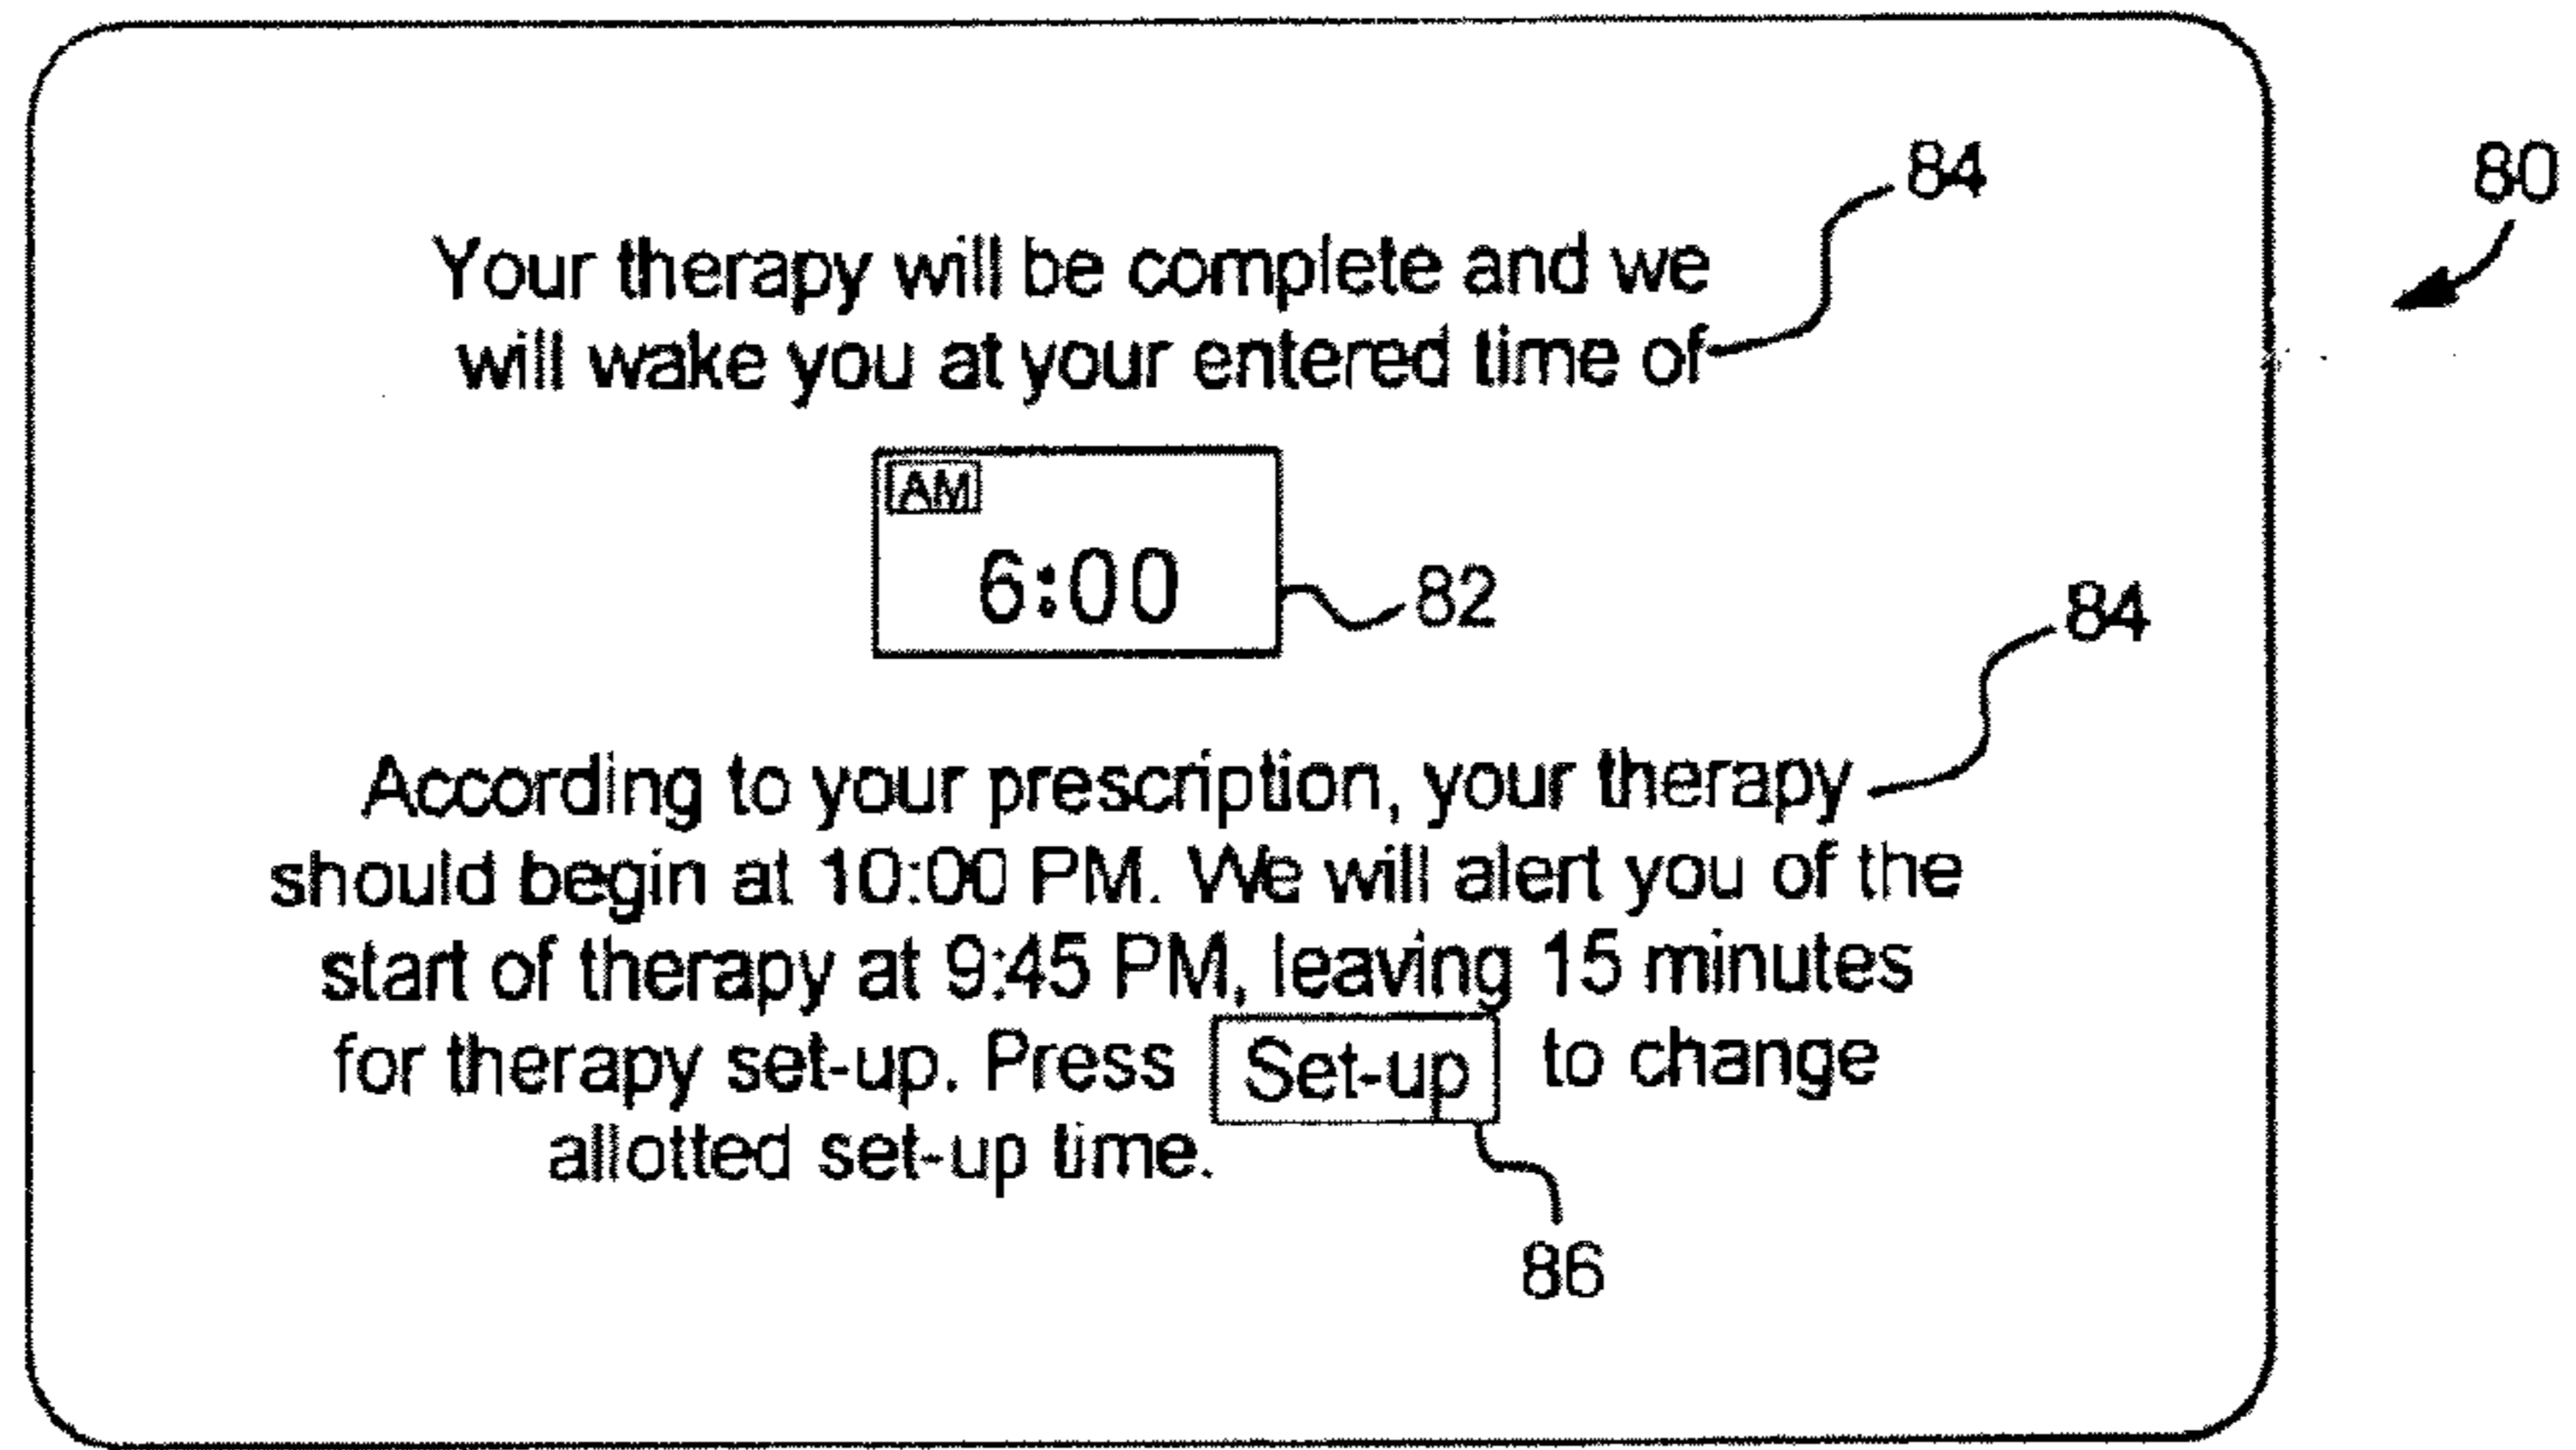 84
80
Your therapy will be complete and we
will wake you at your entered time of
AM
6:00
82
84
According to your prescription, your therapy
should begin at 10:00 PM. We will alert you of the
start of therapy at 9:45 PM, leaving 15 minutes
for therapy set-up. Press Set-up to change
allotted set-up time.
86